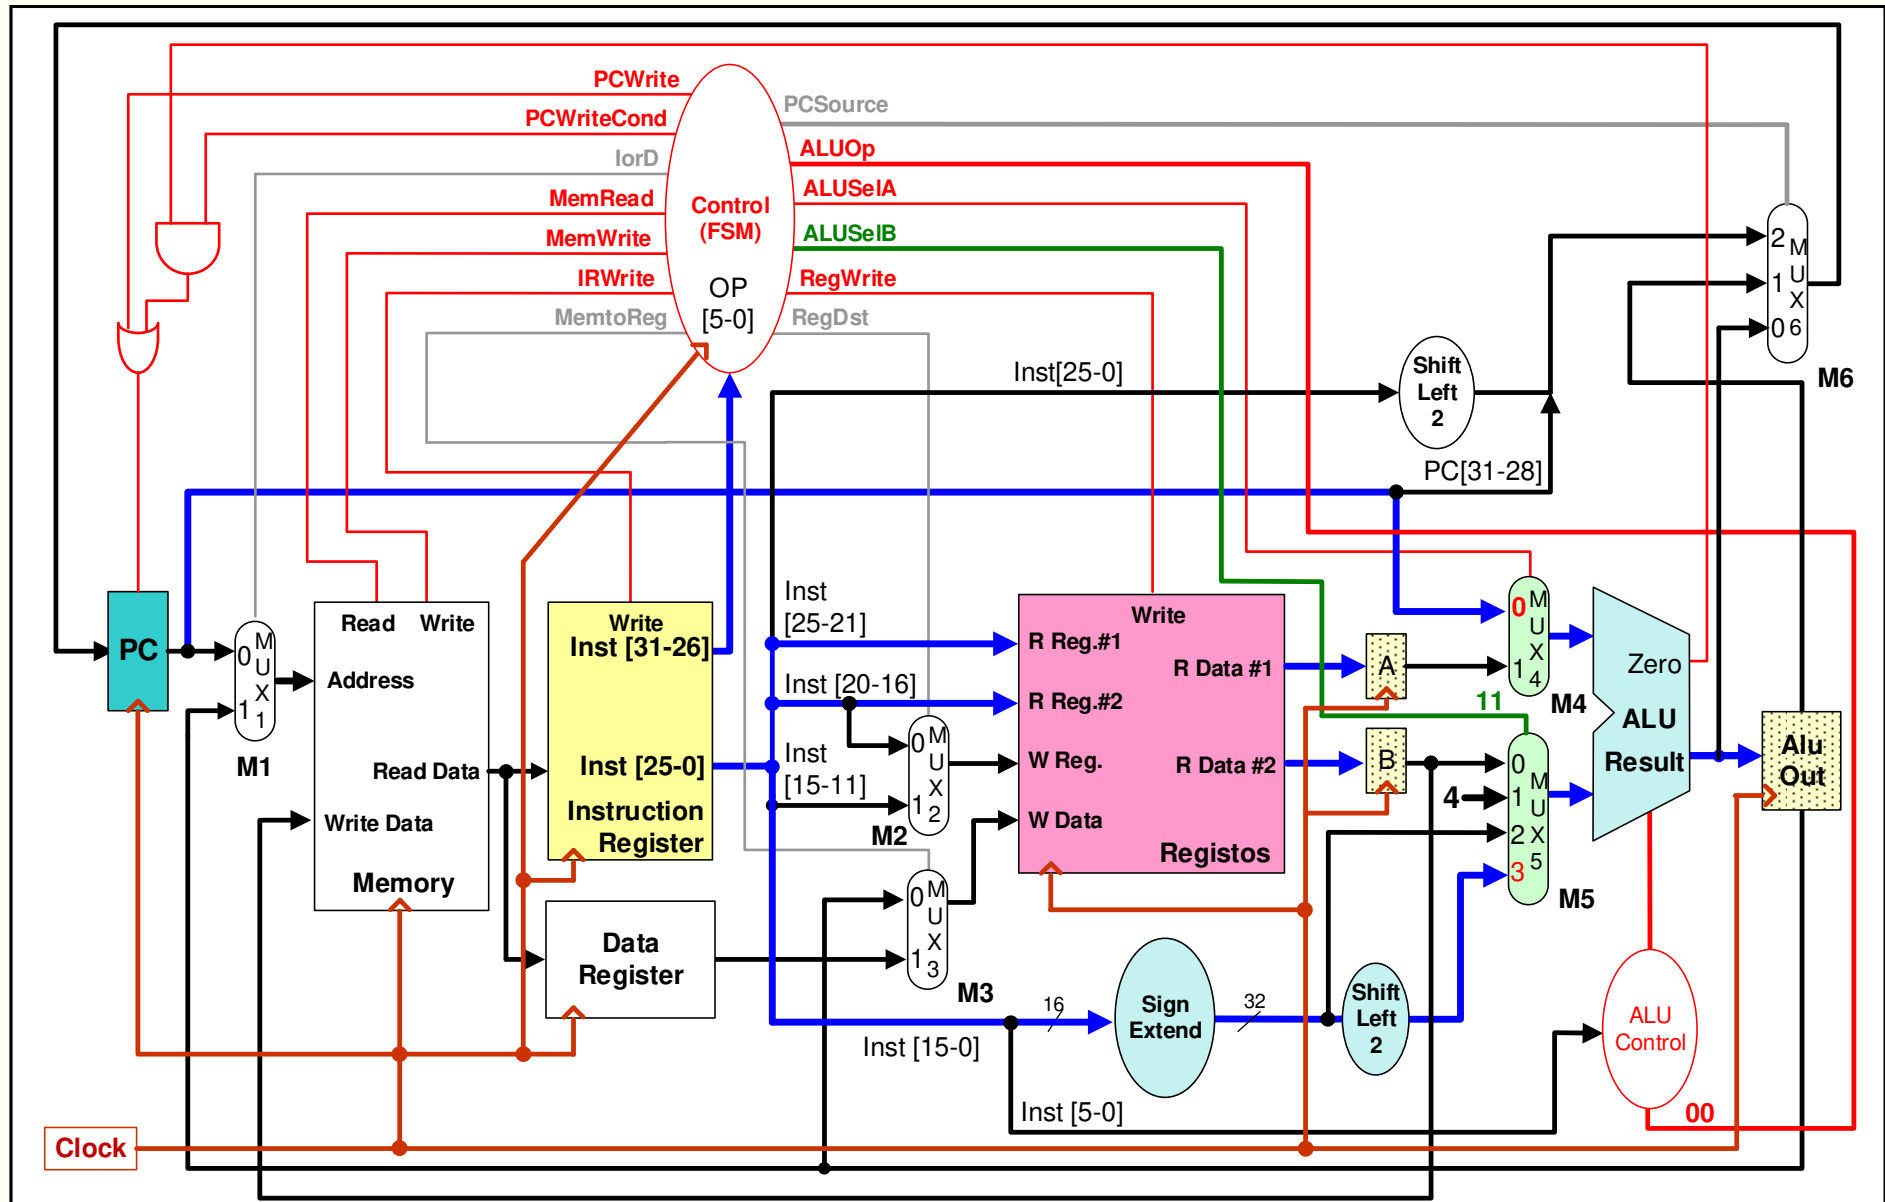 PCWrite
PCWriteCond
IorD
MemRead
MemWrite
IRWrite
MemtoReg
Control
(FSM)
OP
[5-0]
PCSource
ALUOp
ALUSelA
ALUSelB
RegWrite
RegDst
Inst[25-0]
Shift
Left
2
PC[31-28]
2
1
0
M
U
X
6
M6
PC
0
1
M
U
X
1
M1
Read Write
Address
Read Data
Write Data
Memory
Write
Inst [31-26]
Inst [25-0]
Instruction
Register
Data
Register
Inst
[25-21]
Inst [20-16]
Inst
[15-11]
0
1
M
U
X
2
M2
0
1
M
U
X
3
M3
Write
R Reg.#1
R Data #1
R Reg.#2
W Reg.
R Data #2
W Data
Registos
A
B
0
1
M
U
X
4
M4
11
4
0
1
2
3
M
U
X
5
M5
Zero
ALU
Result
Alu
Out
Inst [15-0]
16
Sign
Extend
32
Shift
Left
2
ALU
Control
Inst [5-0]
00
Clock